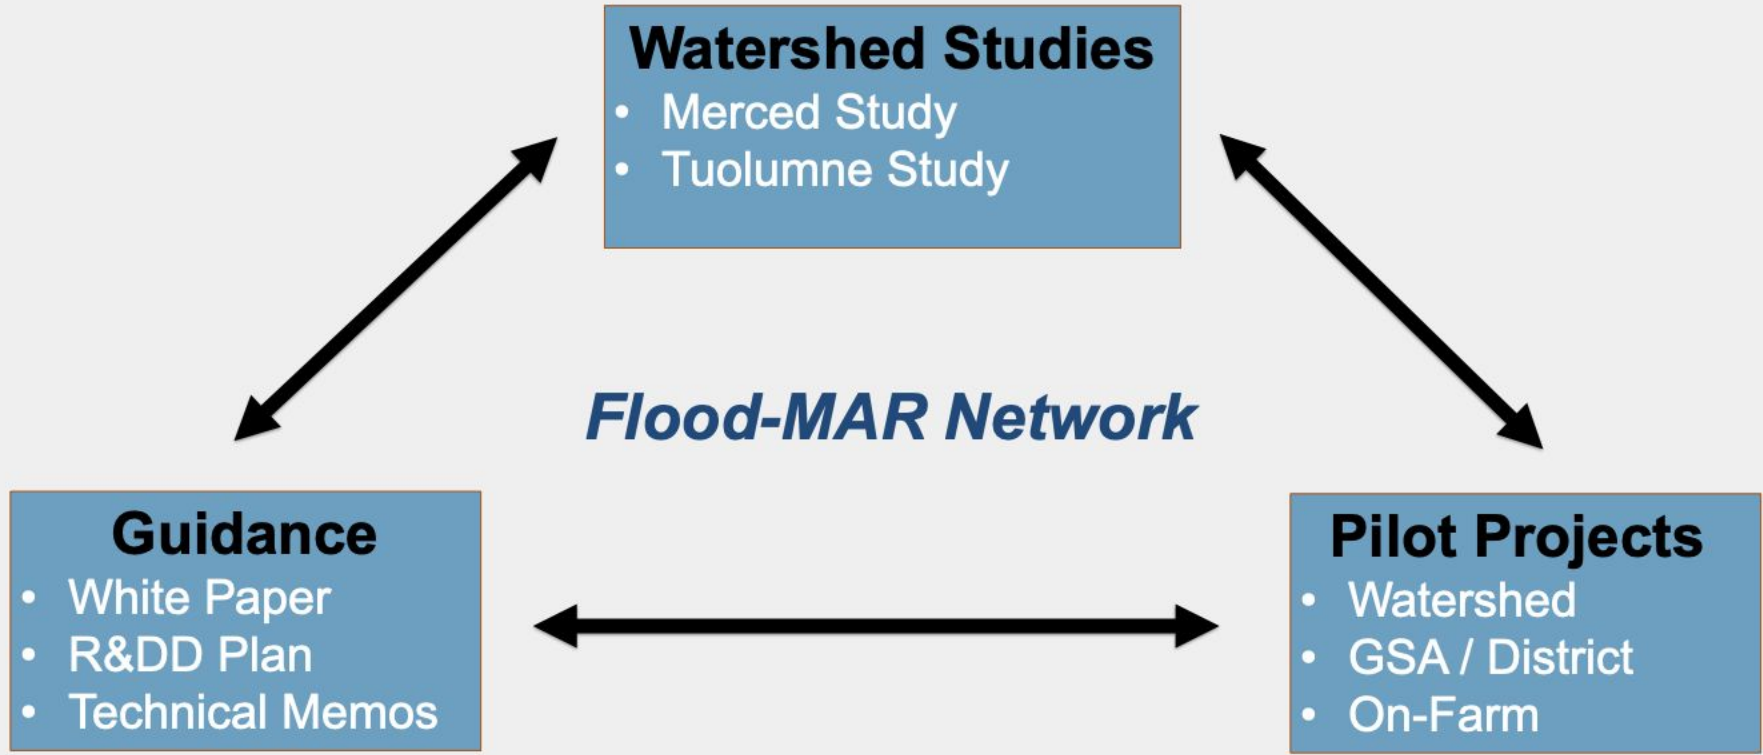 Watershed Studies
• Merced Study
• Tuolumne Study
Flood-MAR Network
Guidance
• White Paper
• R&DD Plan
• Technical Memos
Pilot Projects
• Watershed
• GSA / District
• On-Farm